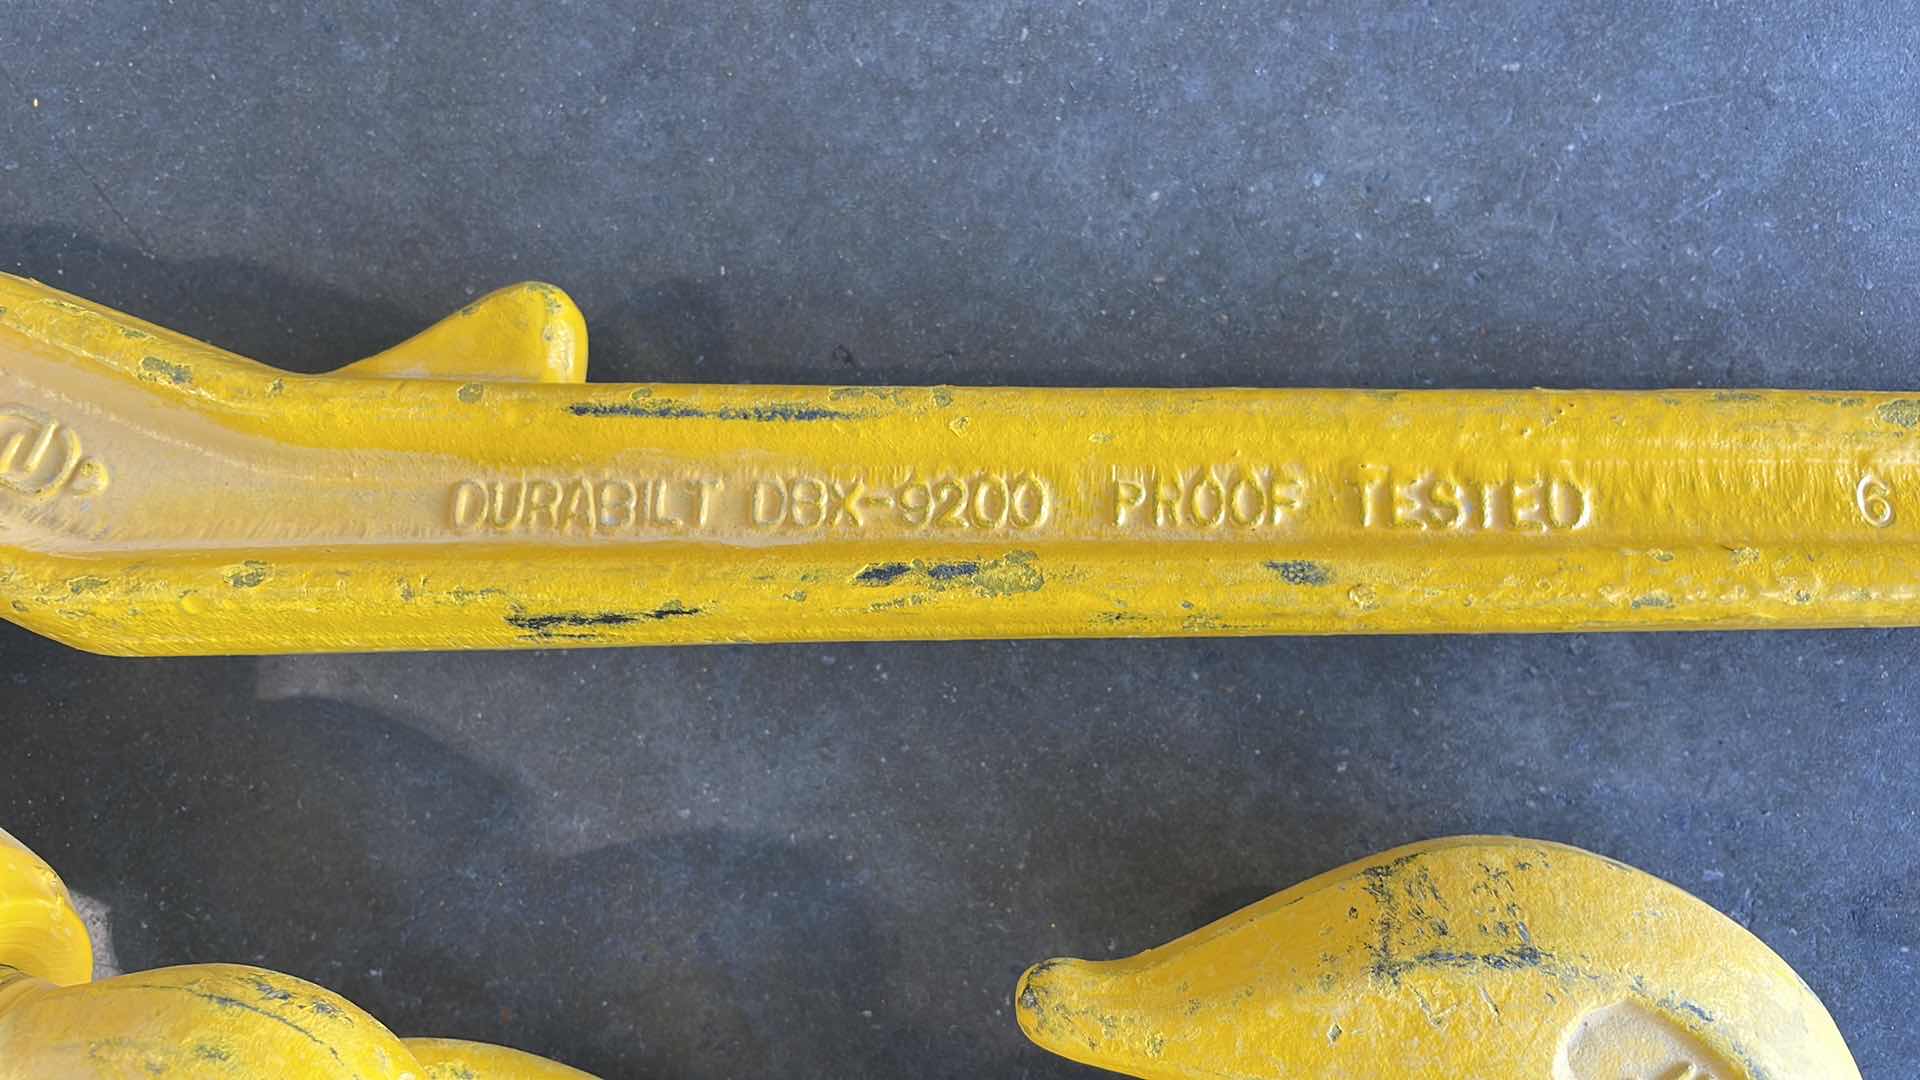 DURABILT DBX-9200 PROOF TESTED 6